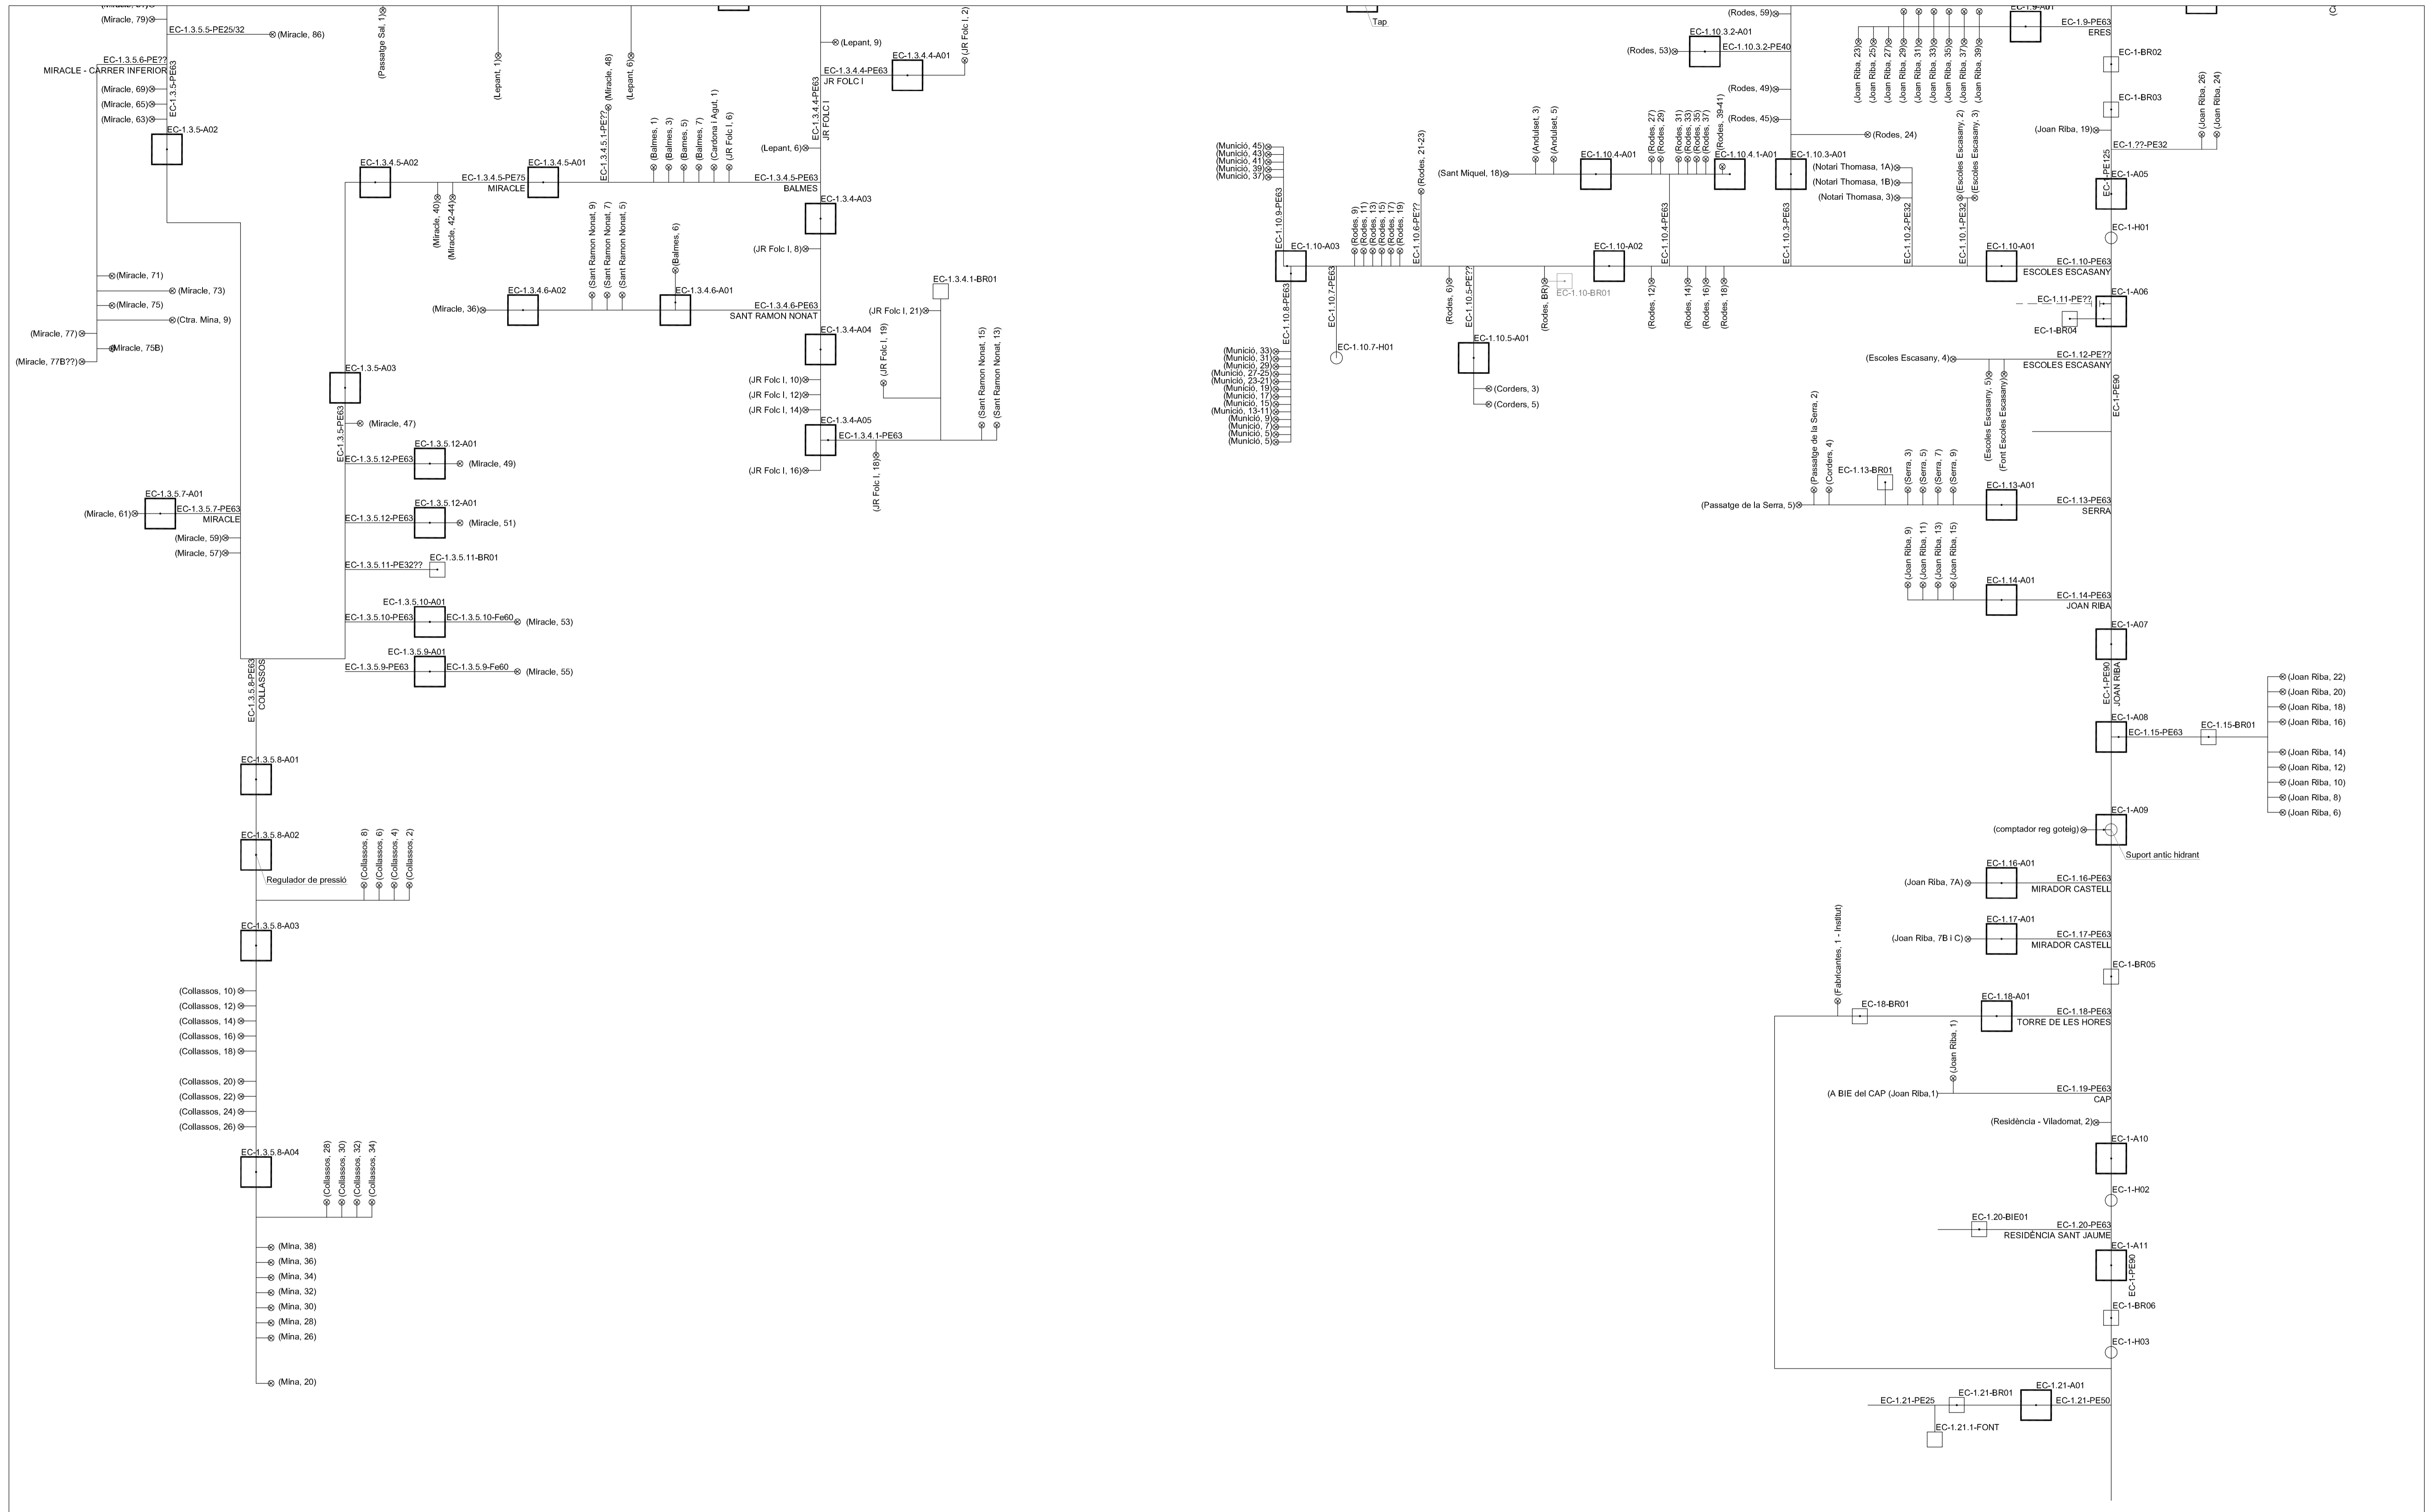 (Miracle, 79)
EC-1.3.5.5-PE25/32
(Miracle, 86)
EC-1.3.5.6-PE??
MIRACLE - CARRER INFERIOR
EC-1.3.5-PE63
(Miracle, 69)
(Miracle, 65)
(Miracle, 63)
EC-1.3.5-A02
(Miracle, 71)
(Miracle, 73)
(Miracle, 75)
(Ctra. Mina, 9)
(Miracle, 77)
(Miracle, 75B)
(Miracle, 77B??)
(Passatge Sal, 1)
(Lepant, 1)
(Miracle, 48)
(Lepant, 6)
EC-1.3.4.5-A02
EC-1.3.4.5-PE75
MIRACLE
EC-1.3.4.5-A01
EC-1.3.4.5.1-PE??
(Balmes, 1)
(Balmes, 3)
(Bames, 5)
(Balmes, 7)
(Cardona i Agut, 1)
(JR Folc I, 6)
EC-1.3.4.5-PE63
BALMES
(Miracle, 40)
(Miracle, 42-44)
(Lepant, 9)
EC-1.3.4.4-PE63
JR FOLC I
EC-1.3.4.4-A01
EC-1.3.4.4-PE63
JR FOLC I
(JR Folc I, 2)
(Lepant, 6)
EC-1.3.4-A03
(JR Folc I, 8)
(Sant Ramon Nonat, 9)
(Sant Ramon Nonat, 7)
(Sant Ramon Nonat, 5)
(Balmes, 6)
(Miracle, 36)
EC-1.3.4.6-A02
EC-1.3.4.6-A01
EC-1.3.4.6-PE63
SANT RAMON NONAT
EC-1.3.4-A04
(JR Folc I, 10)
(JR Folc I, 12)
(JR Folc I, 14)
EC-1.3.4-A05
EC-1.3.4.1-PE63
(JR Folc I, 16)
(JR Folc I, 18)
(JR Folc I, 19)
(JR Folc I, 21)
EC-1.3.4.1-BR01
(Sant Ramon Nonat, 15)
(Sant Ramon Nonat, 13)
EC-1.3.5-A03
EC-1.3.5-PE63
(Miracle, 47)
EC-1.3.5.12-A01
EC-1.3.5.12-PE63
(Miracle, 49)
EC-1.3.5.12-A01
EC-1.3.5.12-PE63
(Miracle, 51)
EC-1.3.5.11-BR01
EC-1.3.5.11-PE32??
EC-1.3.5.10-A01
EC-1.3.5.10-PE63
EC-1.3.5.10-Fe60
(Miracle, 53)
EC-1.3.5.9-A01
EC-1.3.5.9-PE63
EC-1.3.5.9-Fe60
(Miracle, 55)
EC-1.3.5.7-A01
(Miracle, 61)
EC-1.3.5.7-PE63
MIRACLE
(Miracle, 59)
(Miracle, 57)
EC-1.3.5.8-PE63
COLLASSOS
EC-1.3.5.8-A01
EC-1.3.5.8-A02
Regulador de pressió
(Collassos, 8)
(Collassos, 6)
(Collassos, 4)
(Collassos, 2)
EC-1.3.5.8-A03
(Collassos, 10)
(Collassos, 12)
(Collassos, 14)
(Collassos, 16)
(Collassos, 18)
(Collassos, 20)
(Collassos, 22)
(Collassos, 24)
(Collassos, 26)
EC-1.3.5.8-A04
(Collassos, 28)
(Collassos, 30)
(Collassos, 32)
(Collassos, 34)
(Mina, 38)
(Mina, 36)
(Mina, 34)
(Mina, 32)
(Mina, 30)
(Mina, 28)
(Mina, 26)
(Mina, 20)
Tap
(Munició, 45)
(Munició, 43)
(Munició, 41)
(Munició, 39)
(Munició, 37)
EC-1.10.9-PE63
EC-1.10-A03
EC-1.10.8-PE63
(Munició, 33)
(Munició, 31)
(Munició, 29)
(Munició, 27-25)
(Munició, 23-21)
(Munició, 19)
(Munició, 17)
(Munició, 15)
(Munició, 13-11)
(Munició, 9)
(Munició, 7)
(Munició, 5)
(Munició, 5)
EC-1.10.7-PE63
EC-1.10.7-H01
(Rodes, 9)
(Rodes, 11)
(Rodes, 13)
(Rodes, 15)
(Rodes, 17)
(Rodes, 19)
EC-1.10.6-PE??
(Rodes, 21-23)
(Rodes, 6)
EC-1.10.5-PE??
EC-1.10.5-A01
(Corders, 3)
(Corders, 5)
(Rodes, BR)
EC-1.10-BR01
EC-1.10-A02
(Rodes, 12)
(Rodes, 14)
(Rodes, 16)
(Rodes, 18)
(Sant Miquel, 18)
(Andulset, 3)
(Andulset, 5)
EC-1.10.4-A01
(Rodes, 27)
(Rodes, 29)
(Rodes, 31)
(Rodes, 33)
(Rodes, 35)
(Rodes, 37)
(Rodes, 39-41)
EC-1.10.4.1-A01
EC-1.10.4-PE63
(Rodes, 59)
EC-1.10.3.2-A01
(Rodes, 53)
EC-1.10.3.2-PE40
(Rodes, 49)
(Rodes, 45)
(Rodes, 24)
EC-1.10.3-A01
EC-1.10.3-PE63
(Notari Thomasa, 1A)
(Notari Thomasa, 1B)
(Notari Thomasa, 3)
EC-1.10.2-PE32
(Escoles Escasany, 2)
(Escoles Escasany, 3)
EC-1.10.1-PE32
EC-1.10-A01
EC-1.10-PE63
ESCOLES ESCASANY
(Joan Riba, 23)
(Joan Riba, 25)
(Joan Riba, 27)
(Joan Riba, 29)
(Joan Riba, 31)
(Joan Riba, 33)
(Joan Riba, 35)
(Joan Riba, 37)
(Joan Riba, 39)
EC-1.9-A01
EC-1.9-PE63
ERES
EC-1-BR02
EC-1-BR03
(Joan Riba, 19)
(Joan Riba, 26)
(Joan Riba, 24)
EC-1.??-PE32
EC-1-PE125
EC-1-A05
EC-1-H01
EC-1-A06
EC-1.11-PE??
EC-1-BR04
(Escoles Escasany, 4)
EC-1.12-PE??
ESCOLES ESCASANY
(Escoles Escasany, 5)
(Font Escoles Escasany)
EC-1-PE90
(Passatge de la Serra, 2)
(Corders, 4)
EC-1.13-BR01
(Serra, 3)
(Serra, 5)
(Serra, 7)
(Serra, 9)
(Passatge de la Serra, 5)
EC-1.13-A01
EC-1.13-PE63
SERRA
(Joan Riba, 9)
(Joan Riba, 11)
(Joan Riba, 13)
(Joan Riba, 15)
EC-1.14-A01
EC-1.14-PE63
JOAN RIBA
EC-1-A07
EC-1-PE90
JOAN RIBA
EC-1-A08
EC-1.15-PE63
EC-1.15-BR01
(Joan Riba, 22)
(Joan Riba, 20)
(Joan Riba, 18)
(Joan Riba, 16)
(Joan Riba, 14)
(Joan Riba, 12)
(Joan Riba, 10)
(Joan Riba, 8)
(Joan Riba, 6)
EC-1-A09
(comptador reg goteig)
Suport antic hidrant
EC-1.16-A01
(Joan Riba, 7A)
EC-1.16-PE63
MIRADOR CASTELL
EC-1.17-A01
(Joan Riba, 7B i C)
EC-1.17-PE63
MIRADOR CASTELL
EC-1-BR05
(Fabricantes, 1 - Institut)
EC-18-BR01
EC-1.18-A01
EC-1.18-PE63
TORRE DE LES HORES
(Joan Riba, 1)
(A BIE del CAP (Joan Riba,1)
EC-1.19-PE63
CAP
(Residència - Viladomat, 2)
EC-1-A10
EC-1-H02
EC-1.20-BIE01
EC-1.20-PE63
RESIDÈNCIA SANT JAUME
EC-1-A11
EC-1-PE90
EC-1-BR06
EC-1-H03
EC-1.21-PE25
EC-1.21-BR01
EC-1.21-A01
EC-1.21-PE50
EC-1.21.1-FONT